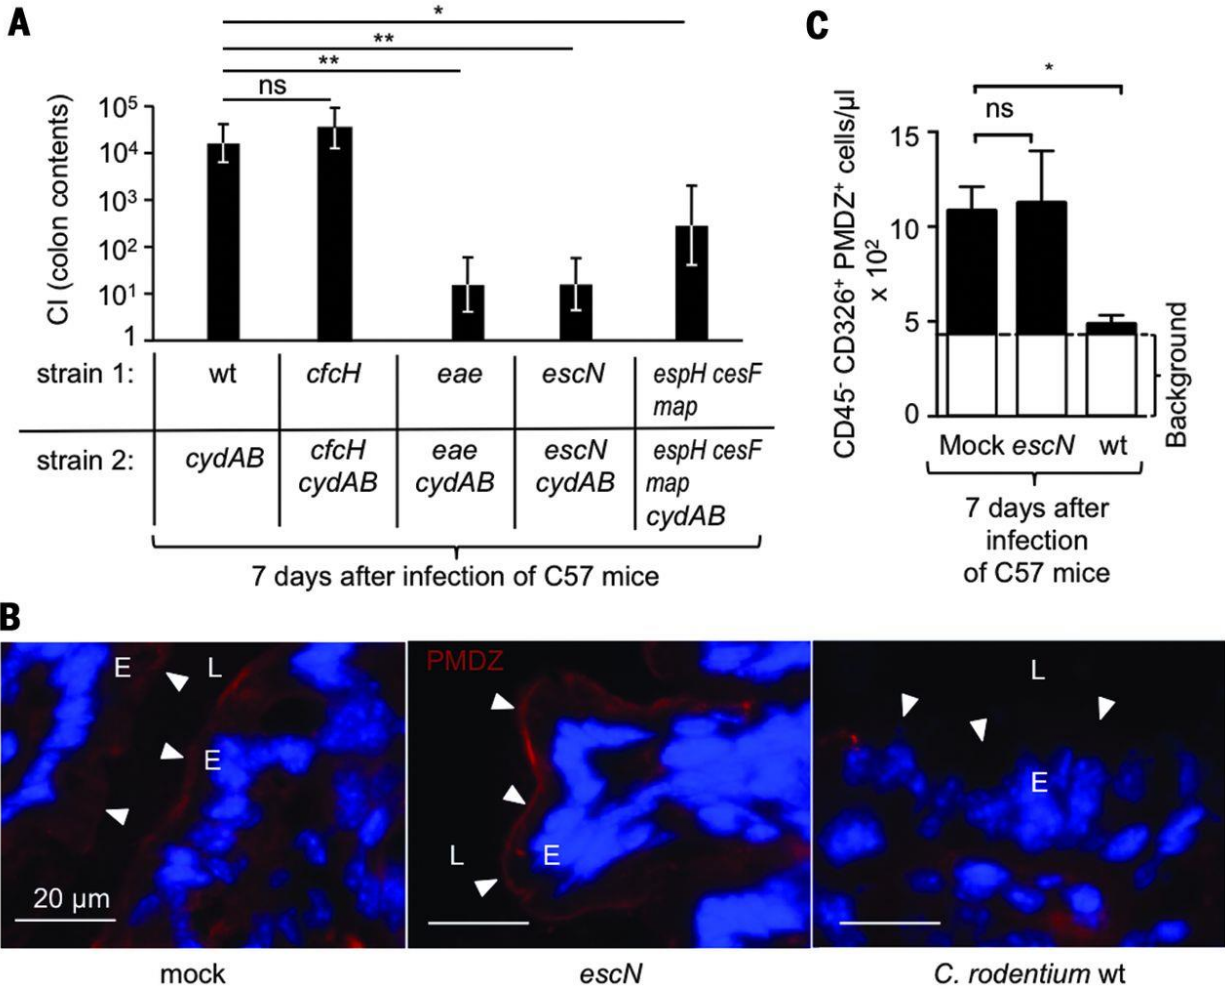 A
*
**
**
ns
CI (colon contents)
10⁵
10⁴
10³
10²
10¹
1
strain 1:
wt
cfcH
eae
escN
espH cesF
map
strain 2:
cydAB
cfcH
cydAB
eae
cydAB
escN
cydAB
espH cesF
map
cydAB
7 days after infection of C57 mice
C
*
ns
CD45⁻ CD326⁺ PMDZ⁺ cells/µl
x 10²
15
10
5
0
Background
Mock escN wt
7 days after
infection
of C57 mice
B
E L
E
20 µm
mock
PMDZ
L E
escN
L
E
C. rodentium wt